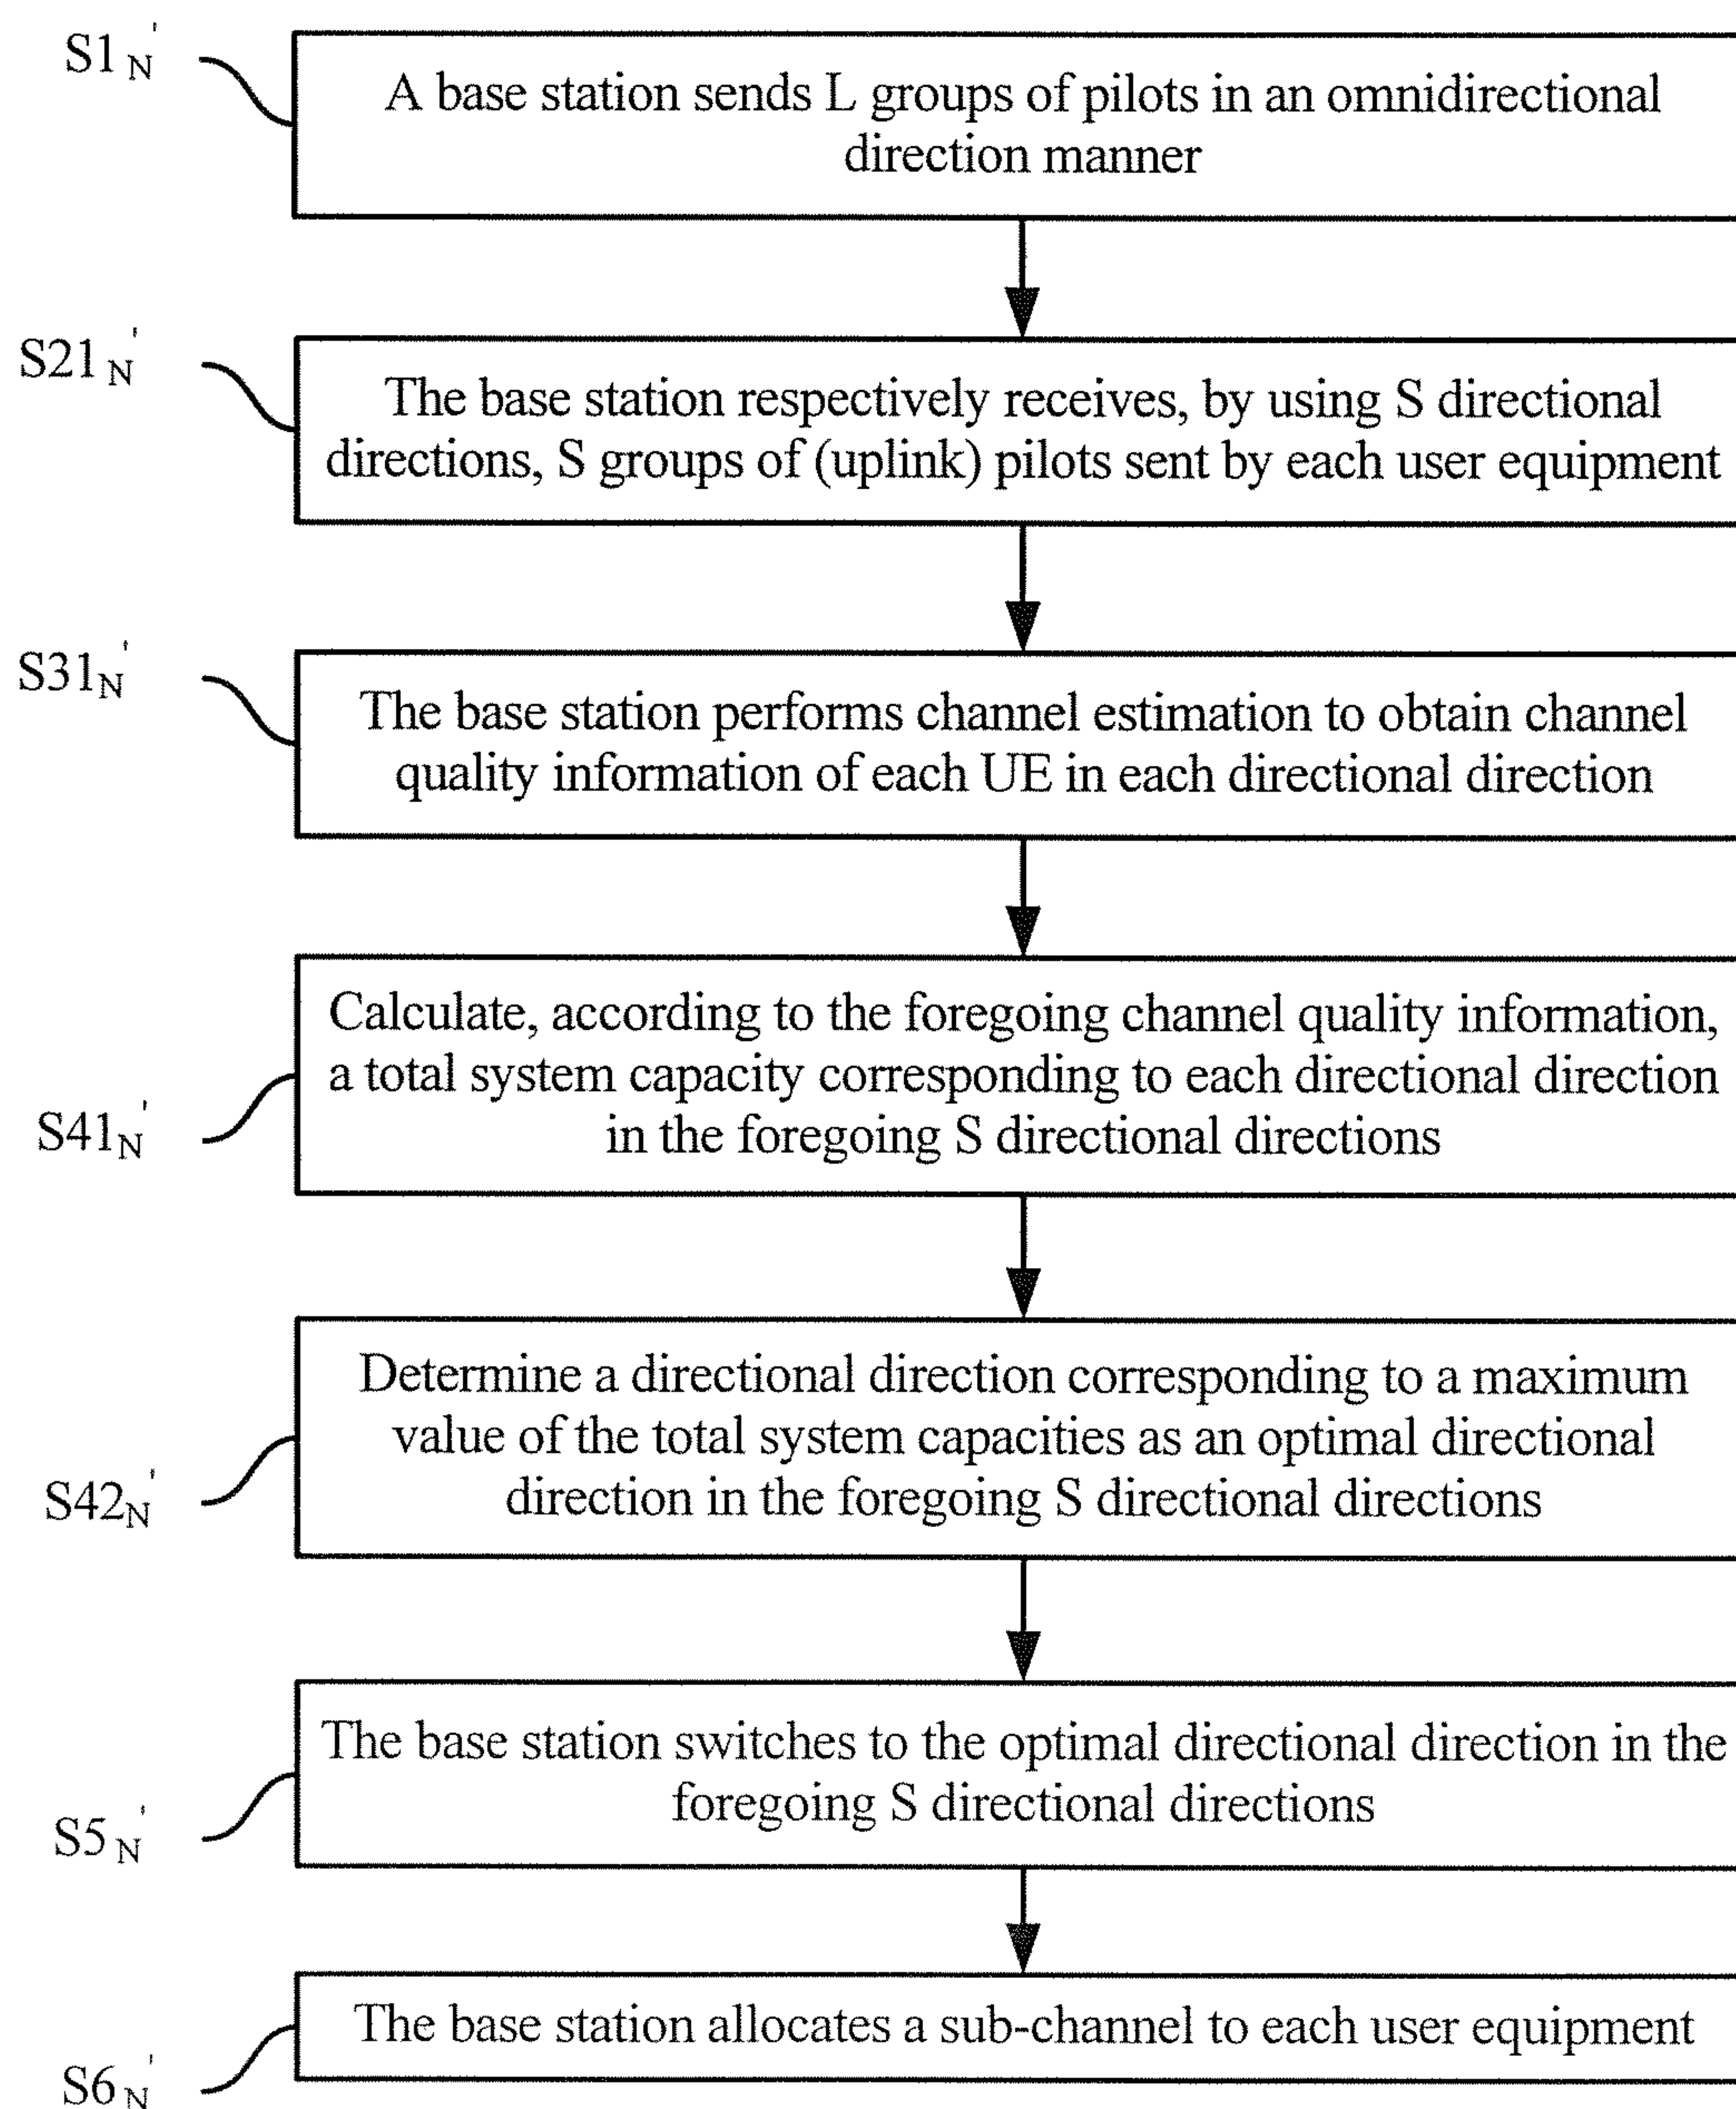 S1N'
A base station sends L groups of pilots in an omnidirectional
direction manner
S21N'
The base station respectively receives, by using S directional
directions, S groups of (uplink) pilots sent by each user equipment
S31N'
The base station performs channel estimation to obtain channel
quality information of each UE in each directional direction
Calculate, according to the foregoing channel quality information,
a total system capacity corresponding to each directional direction
in the foregoing S directional directions
S41N'
Determine a directional direction corresponding to a maximum
value of the total system capacities as an optimal directional
direction in the foregoing S directional directions
S42N'
The base station switches to the optimal directional direction in the
foregoing S directional directions
S5N'
The base station allocates a sub-channel to each user equipment
S6N'